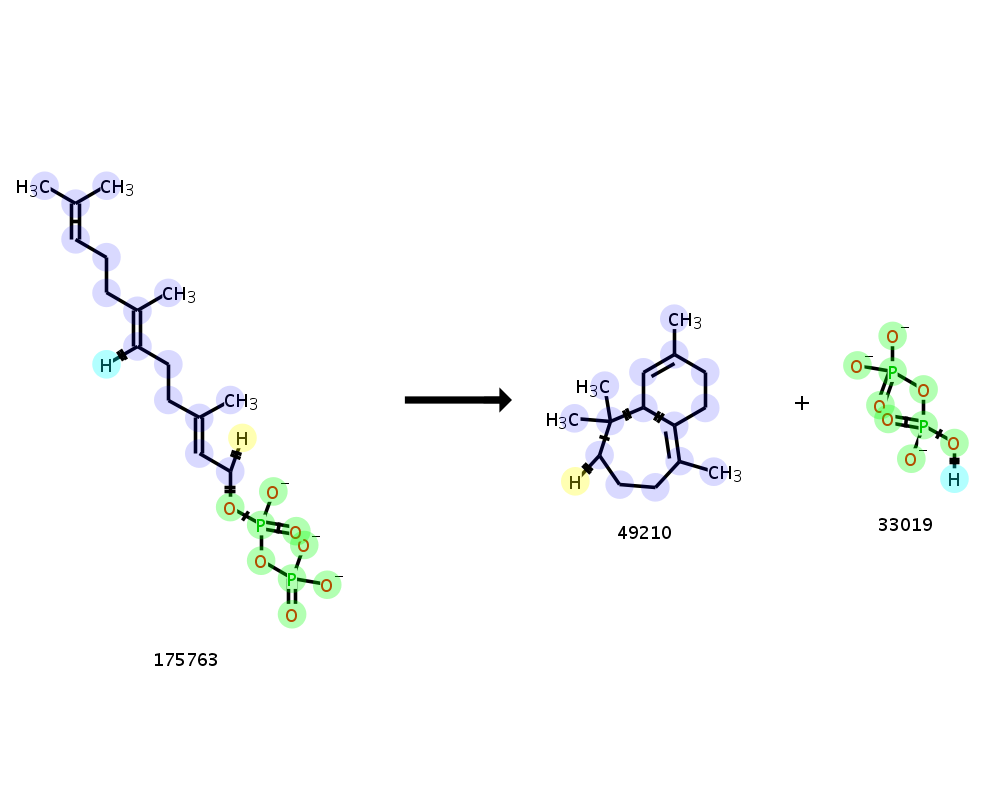 H₃C CH₃
CH₃
H
CH₃
H
O O⁻
P O
O O⁻
P O⁻
O
175763
CH₃
H₃C
H₃C
CH₃
H
49210
+
O⁻
O⁻ P
O
O
O P O
O⁻
H
33019